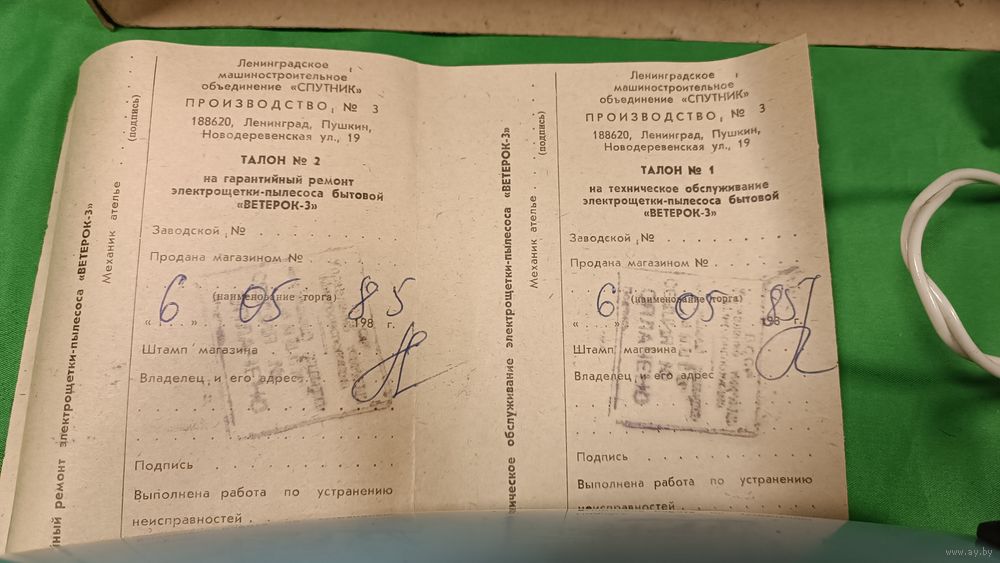 Ленинградское
машиностроительное
объединение «СПУТНИК»
ПРОИЗВОДСТВО № 3
188620, Ленинград, Пушкин,
Новодеревенская ул., 19
ТАЛОН № 2
на гарантийный ремонт
электрощетки-пылесоса бытовой
«ВЕТЕРОК-3»
Заводской №
Продана магазином №
(наименование торга)
« 6 » 05 1985 г.
Штамп магазина
Владелец и его адрес
Подпись
Выполнена работа по устранению
неисправностей
ный ремонт электрощетки-пылесоса «ВЕТЕРОК-3»
Механик ателье
(подпись)
Ленинградское
машиностроительное
объединение «СПУТНИК»
ПРОИЗВОДСТВО № 3
188620, Ленинград, Пушкин,
Новодеревенская ул., 19
ТАЛОН № 1
на техническое обслуживание
электрощетки-пылесоса бытовой
«ВЕТЕРОК-3»
Заводской №
Продана магазином №
(наименование торга)
« 6 » 05 1985 г.
Штамп магазина
Владелец и его адрес
Подпись
Выполнена работа по устранению
неисправностей
ническое обслуживание электрощетки-пылесоса «ВЕТЕРОК-3»
Механик ателье
(подпись)
www.ay.by